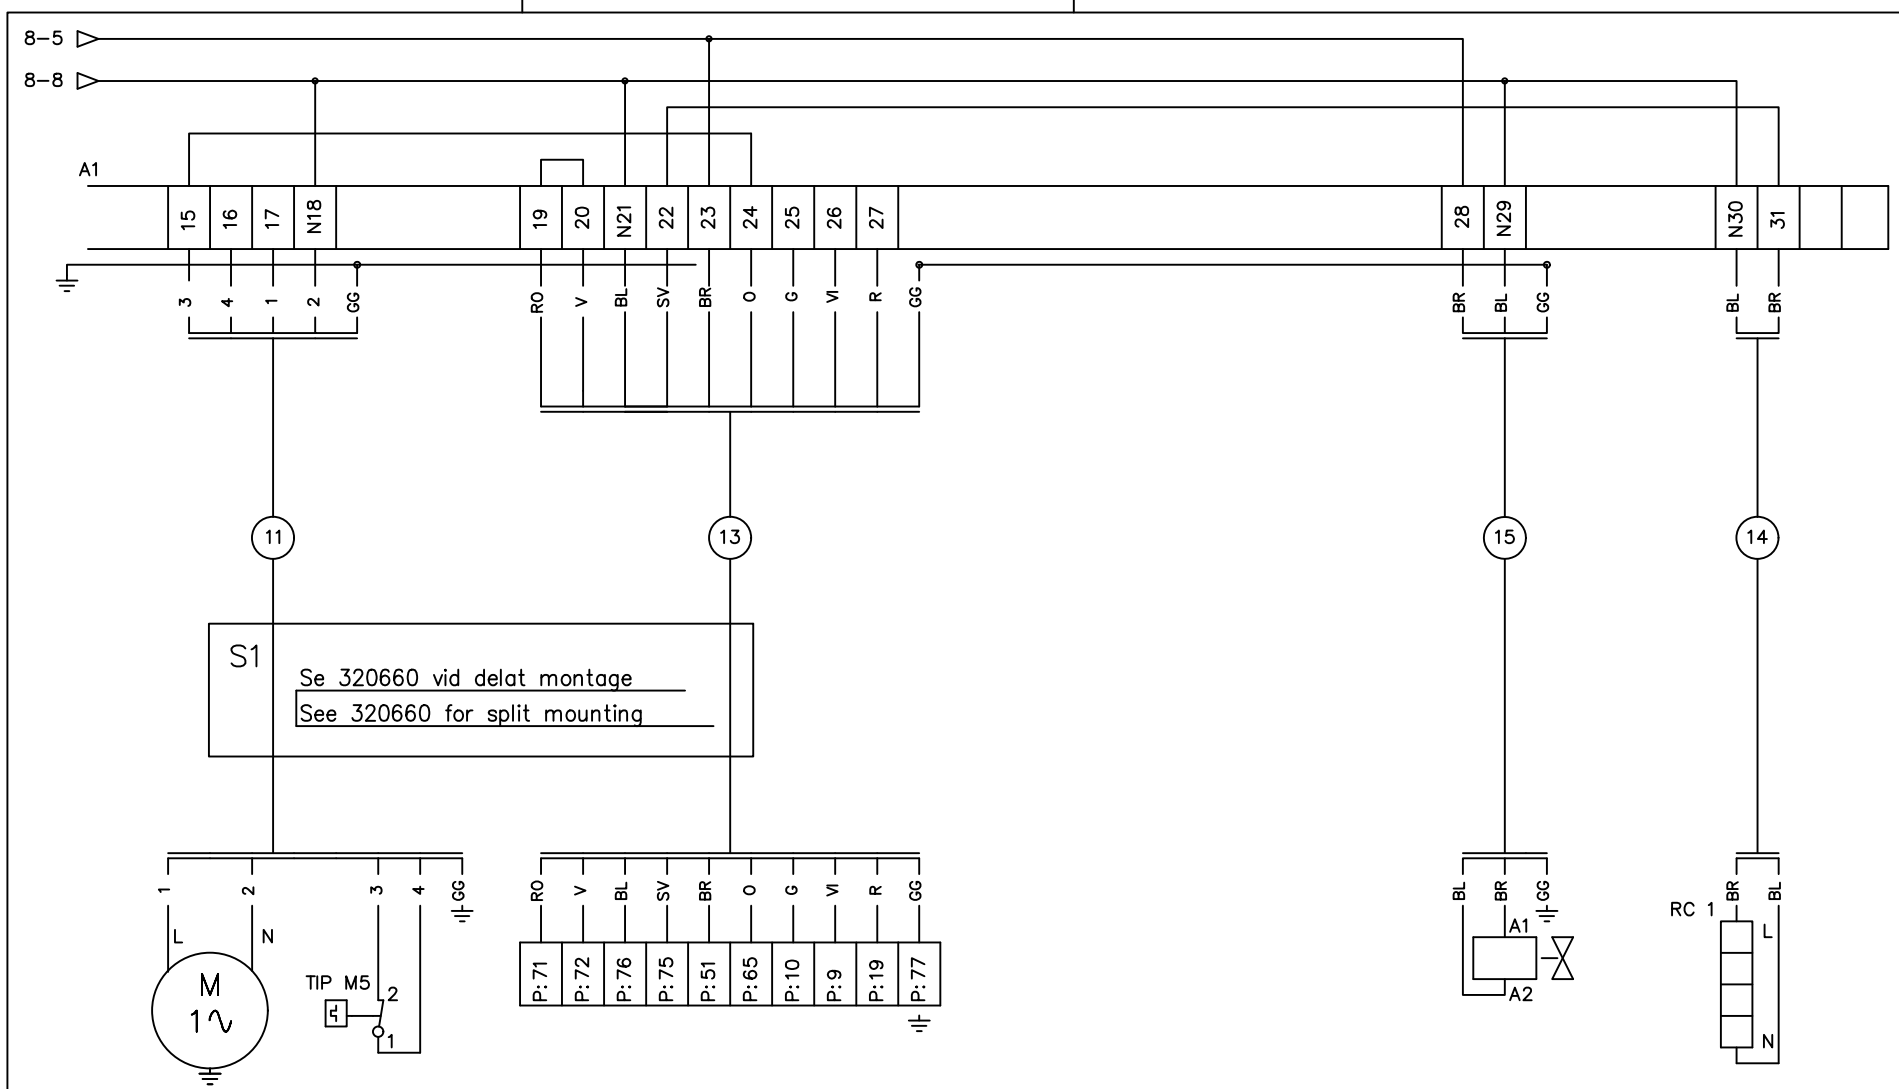 8-5
8-8
A1
15 16 17 N18 19 20 N21 22 23 24 25 26 27 28 N29 N30 31
3 4 1 2 GG RO V BL SV BR O G VI R GG BR BL GG BL BR
11 13 15 14
S1
Se 320660 vid delat montage
See 320660 for split mounting
1 2 3 4 GG RO V BL SV BR O G VI R GG BL BR GG BR BL
RC 1
L N A1 L
P:71 P:72 P:76 P:75 P:51 P:65 P:10 P:9 P:19 P:77
M
1
TIP M5
2
A2
1
N